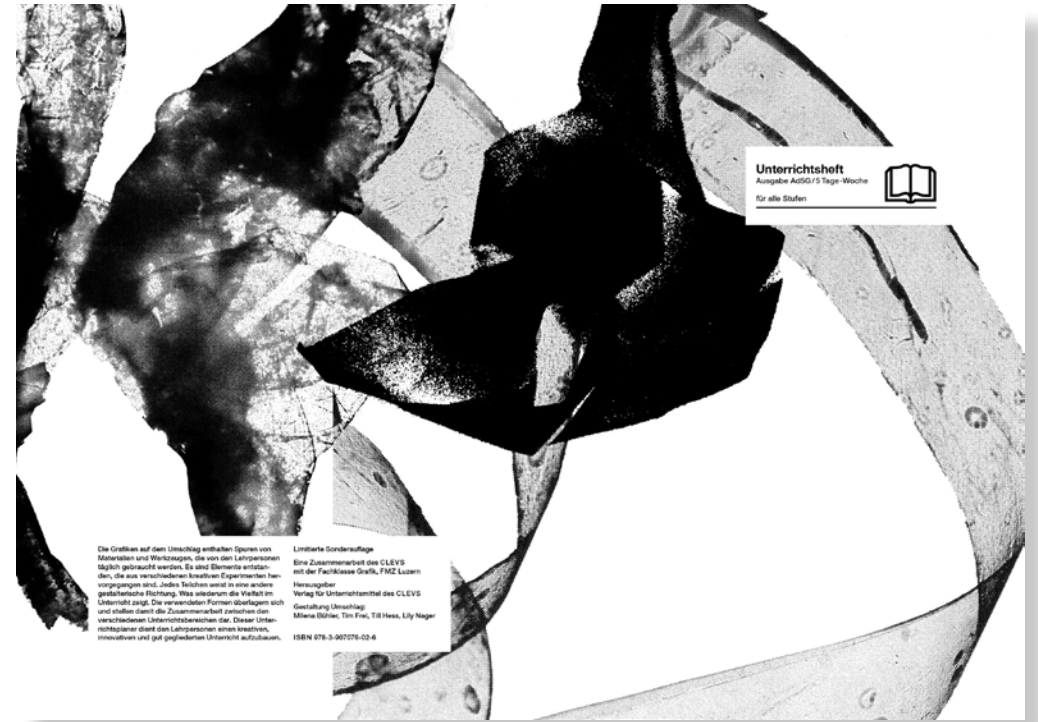 Unterrichtsheft
Ausgabe AdSG/5 Tage-Woche
für alle Stufen
Die Grafiken auf dem Umschlag enthalten Spuren von
Materialien und Werkzeugen, die von den Lehrpersonen
täglich gebraucht werden. Es sind Elemente entstan-
den, die aus verschiedenen kreativen Experimenten her-
vorgegangen sind. Jedes Teilchen weist in eine andere
gestalterische Richtung. Was wiederum die Vielfalt im
Unterricht zeigt. Die verwendeten Formen überlagern sich
und stellen damit die Zusammenarbeit zwischen den
verschiedenen Unterrichtsbereichen dar. Dieser Unter-
richtsplaner dient den Lehrpersonen einen kreativen,
innovativen und gut gegliederten Unterricht aufzubauen.
Limitierte Sonderauflage
Eine Zusammenarbeit des CLEVS
mit der Fachklasse Grafik, FMZ Luzern
Herausgeber
Verlag für Unterrichtsmittel des CLEVS
Gestaltung Umschlag:
Milena Bühler, Tim Frei, Till Hess, Lily Nager
ISBN 978-3-907076-02-6